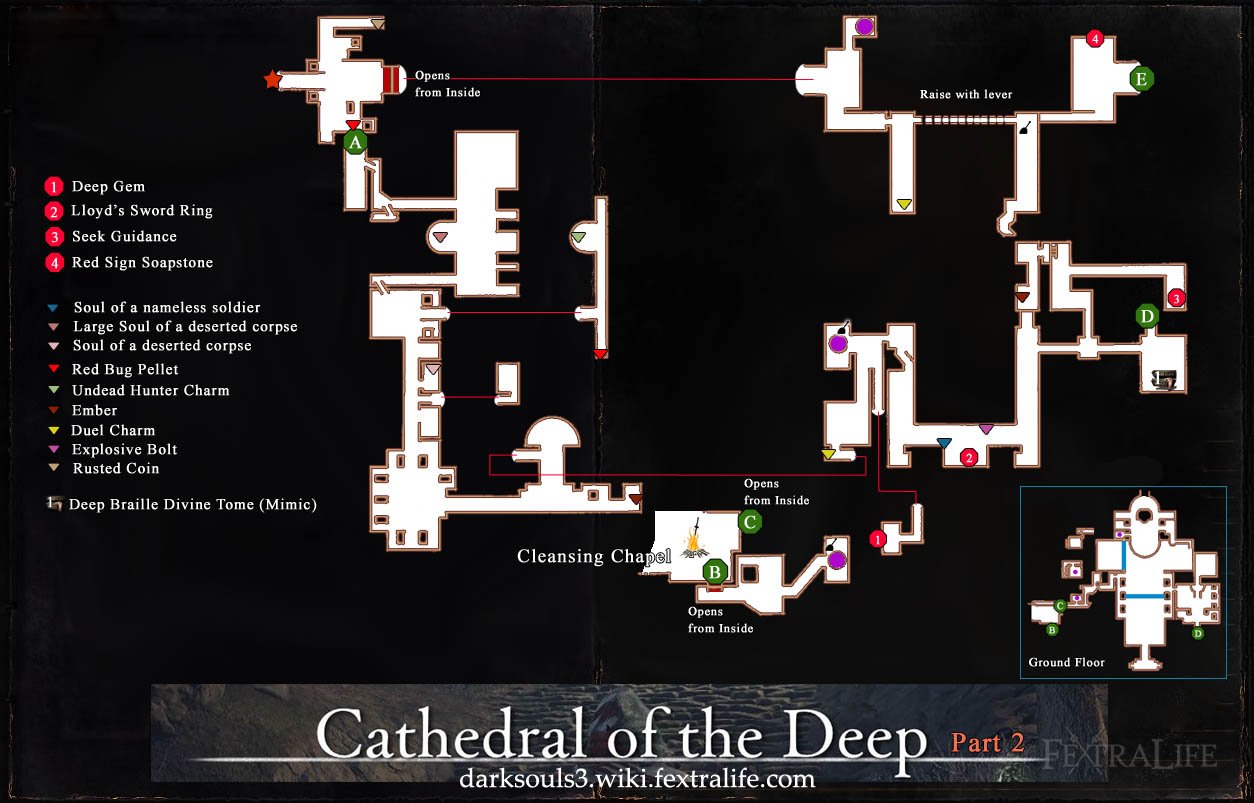 Opens
from Inside
4
E
Raise with lever
A
1 Deep Gem
2 Lloyd's Sword Ring
3 Seek Guidance
4 Red Sign Soapstone
Soul of a nameless soldier
Large Soul of a deserted corpse
Soul of a deserted corpse
Red Bug Pellet
Undead Hunter Charm
Ember
Duel Charm
Explosive Bolt
Rusted Coin
Deep Braille Divine Tome (Mimic)
3
D
2
Opens
from Inside
C
1
Cleansing Chapel
B
Opens
from Inside
C
B
D
Ground Floor
Cathedral of the Deep Part 2
FEXTRALIFE
darksouls3.wiki.fextralife.com